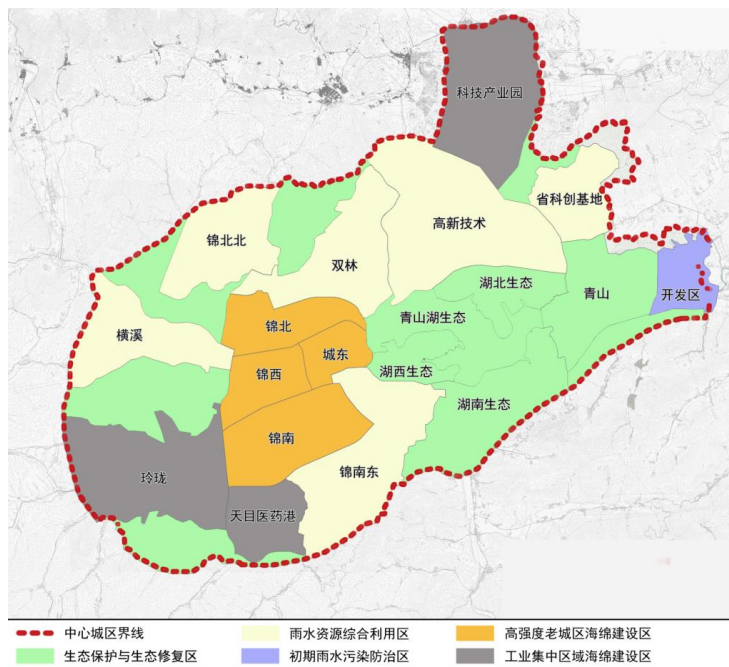 科技产业园
省科创基地
高新技术
锦北北
双林
湖北生态
青山
开发区
青山湖生态
锦北
横溪
城东
锦西
湖西生态
湖南生态
锦南
锦南东
玲珑
天目医药港
中心城区界线
雨水资源综合利用区
高强度老城区海绵建设区
生态保护与生态修复区
初期雨水污染防治区
工业集中区域海绵建设区